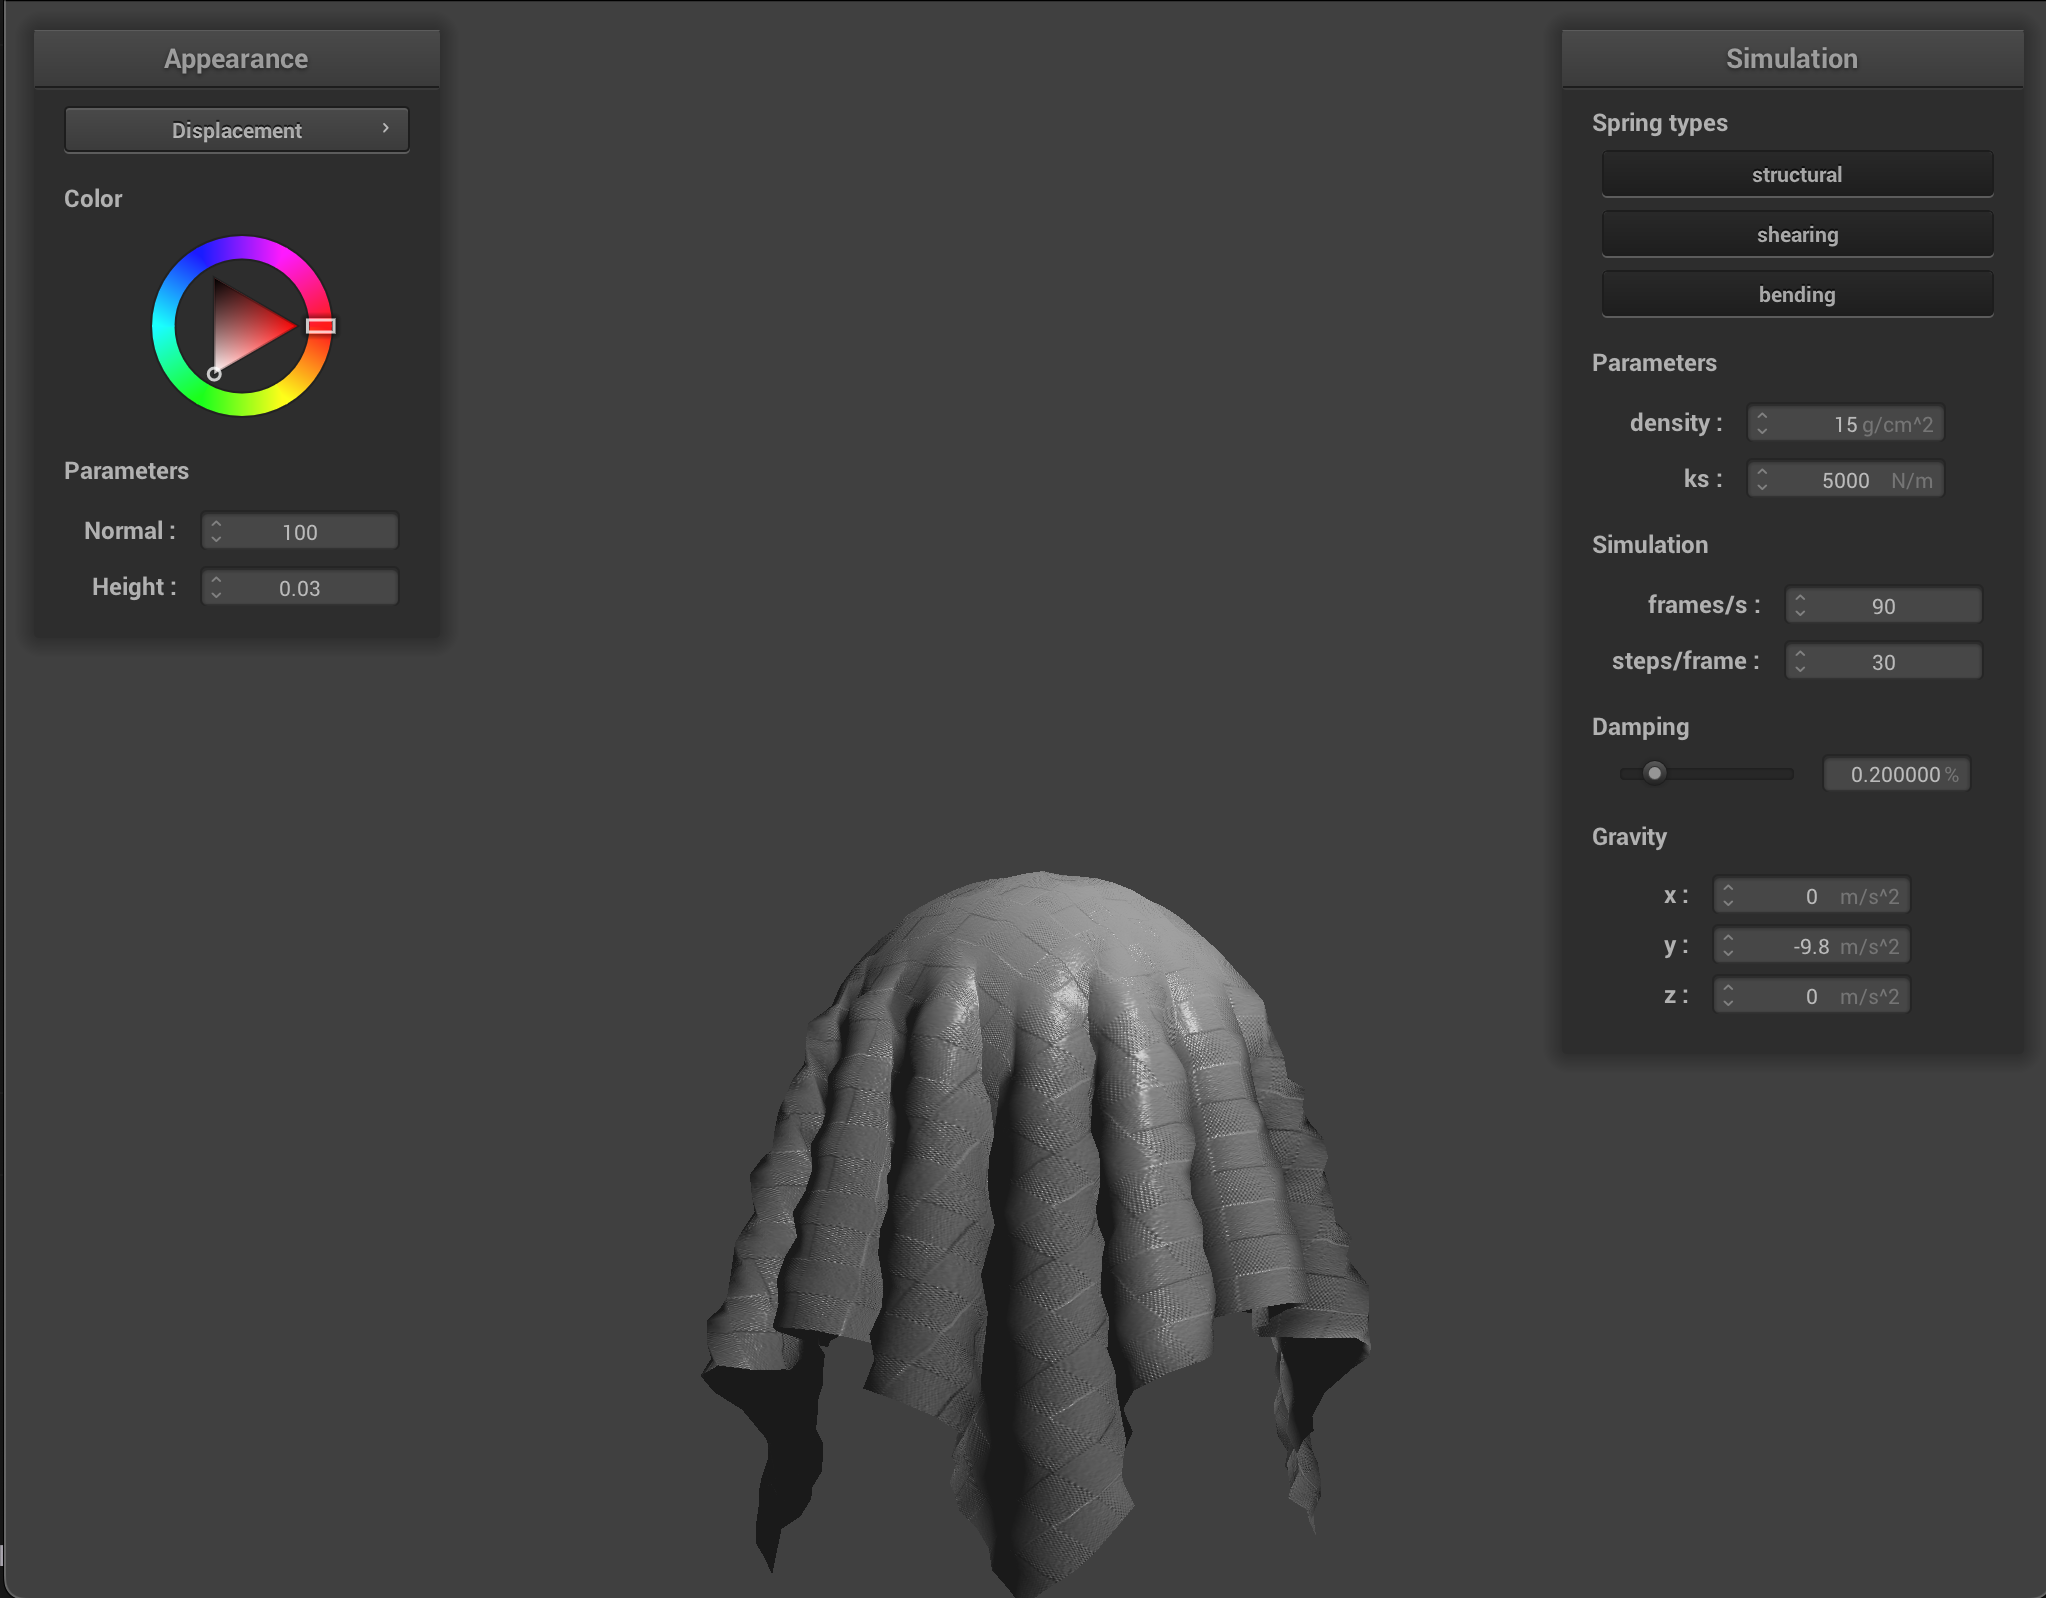 Appearance
Displacement
Color
Parameters
Normal : 100
Height : 0.03
Simulation
Spring types
structural
shearing
bending
Parameters
density : 15 g/cm^2
ks : 5000 N/m
Simulation
frames/s : 90
steps/frame : 30
Damping
0.200000 %
Gravity
x : 0 m/s^2
y : -9.8 m/s^2
z : 0 m/s^2